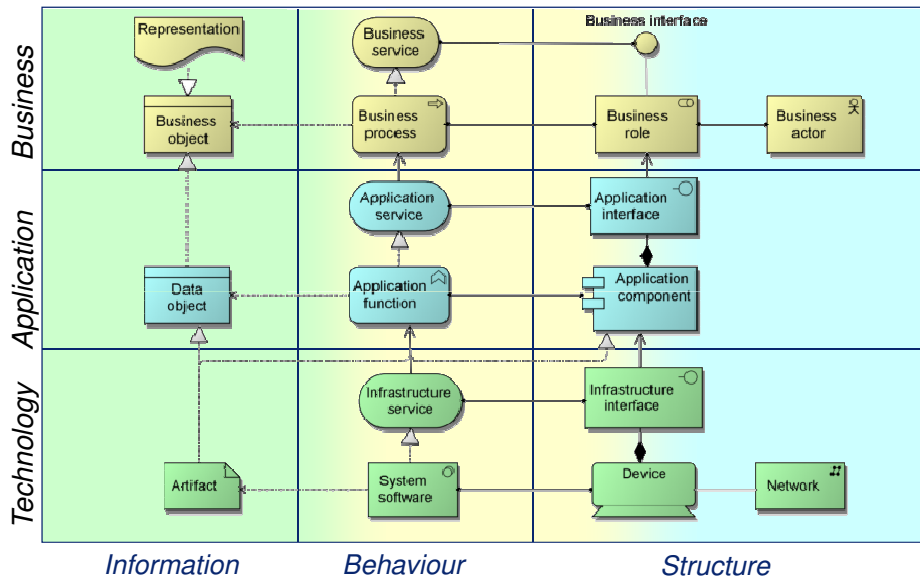 Business
Representation
Business
service
Business interface
Business
object
Business
process
Business
role
Business
actor
Application
Application
service
Application
interface
Data
object
Application
function
Application
component
Technology
Infrastructure
service
Infrastructure
interface
Artifact
System
software
Device
Network
Information
Behaviour
Structure